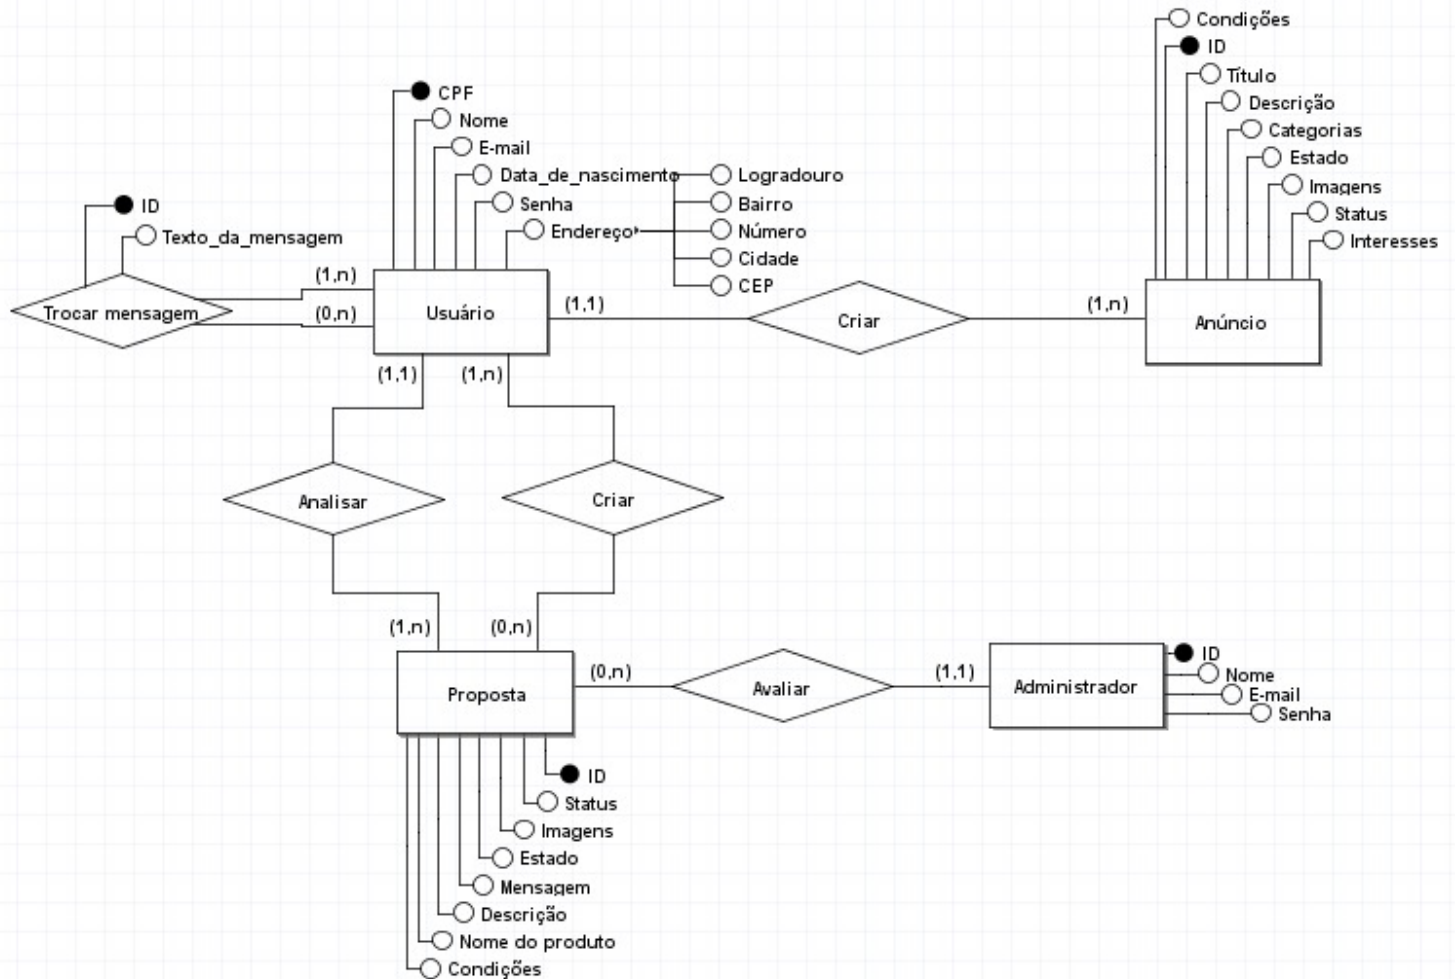 Condições
ID
Título
Descrição
Categorias
Estado
Imagens
Status
Interesses
CPF
Nome
E-mail
Data_de_nascimento
Senha
Endereço
Logradouro
Bairro
Número
Cidade
CEP
ID
Texto_da_mensagem
Trocar mensagem
(1,n)
(0,n)
Usuário
(1,1)
Criar
(1,n)
Anúncio
(1,1)
(1,n)
Analisar
Criar
(1,n)
(0,n)
Proposta
(0,n)
Avaliar
(1,1)
Administrador
ID
Nome
E-mail
Senha
ID
Status
Imagens
Estado
Mensagem
Descrição
Nome do produto
Condições